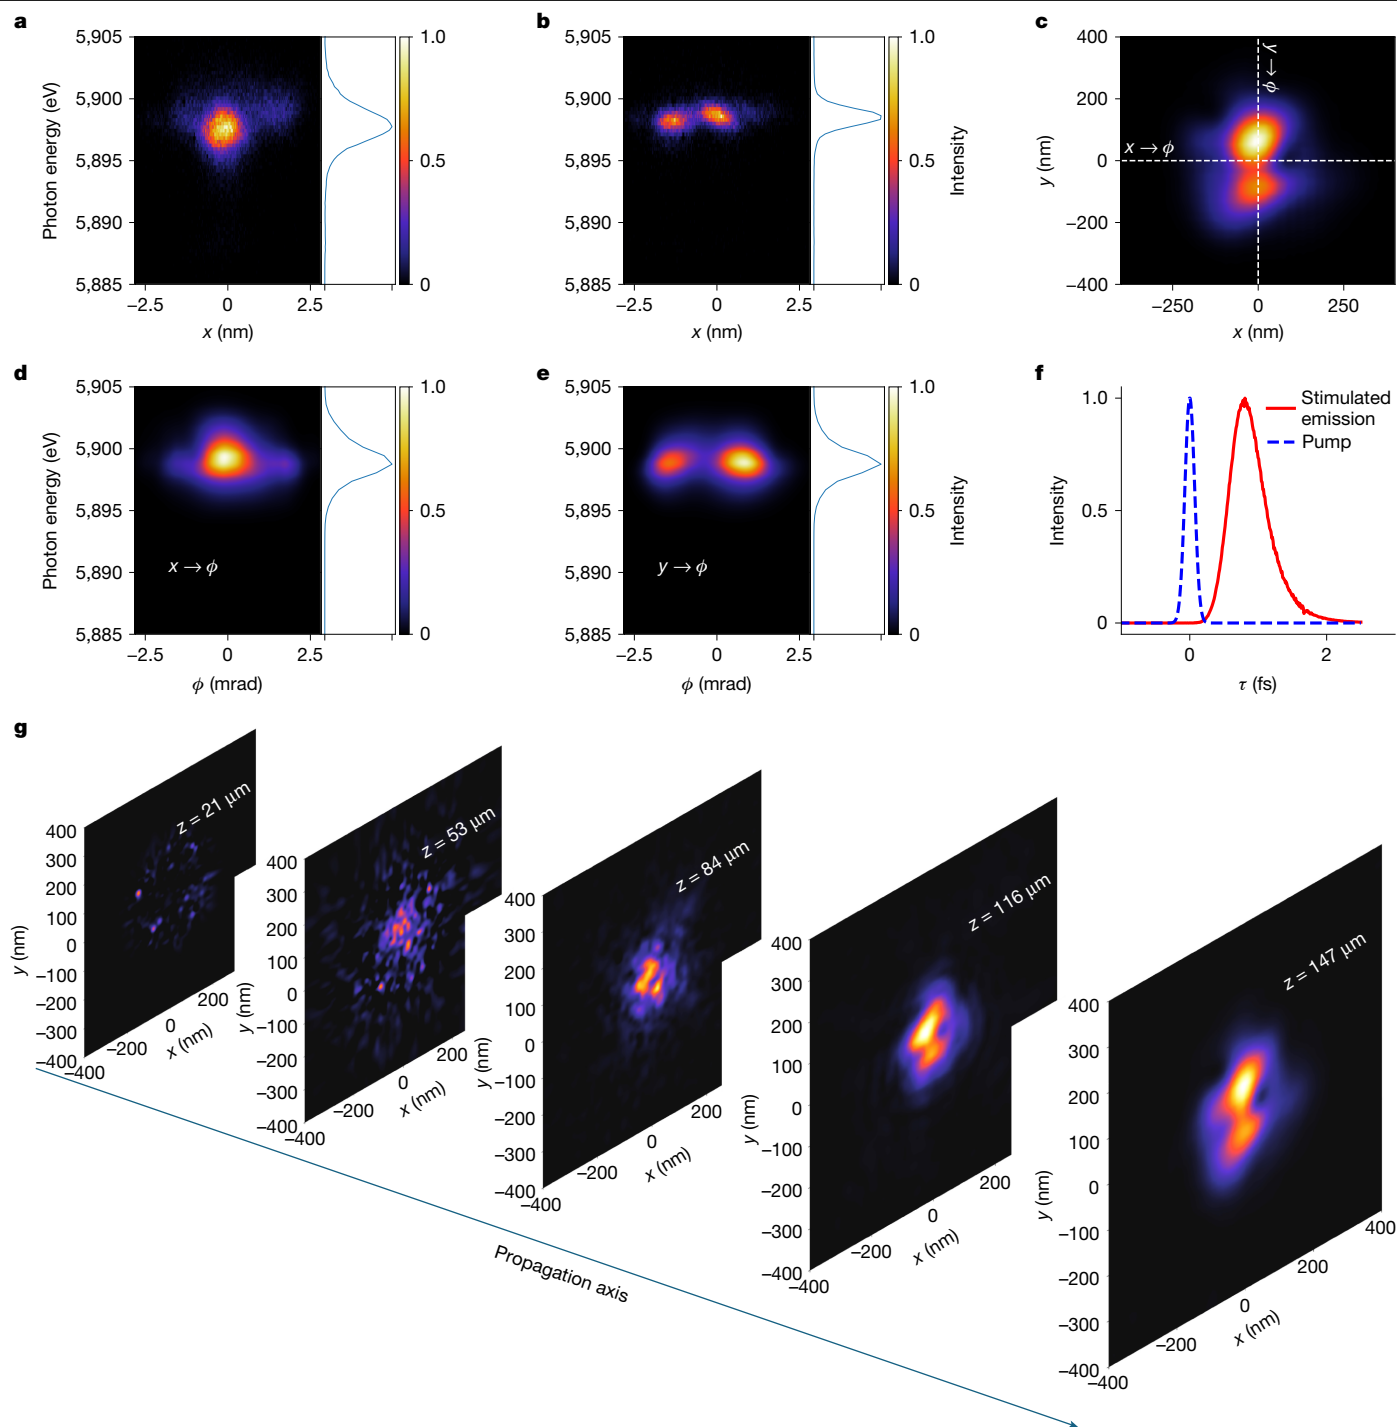 a
5,905
5,900
5,895
5,890
5,885
Photon energy (eV)
−2.5 0 2.5
x (nm)
1.0
0.5
0
b
5,905
5,900
5,895
5,890
5,885
−2.5 0 2.5
x (nm)
1.0
0.5
0
Intensity
c
400
200
0
−200
−400
y (nm)
x → ϕ
y → ϕ
−250 0 250
x (nm)
d
5,905
5,900
5,895
5,890
5,885
Photon energy (eV)
x → ϕ
−2.5 0 2.5
ϕ (mrad)
1.0
0.5
0
e
5,905
5,900
5,895
5,890
5,885
y → ϕ
−2.5 0 2.5
ϕ (mrad)
1.0
0.5
0
Intensity
f
1.0
0.5
0
Intensity
Stimulated
emission
Pump
0 2
τ (fs)
g
z = 21 μm
400
300
200
100
0
−100
−200
−300
−400
y (nm)
−400
−200
0
200
x (nm)
z = 53 μm
400
300
200
100
0
−100
−200
−300
−400
y (nm)
−400
−200
0
200
x (nm)
z = 84 μm
400
300
200
100
0
−100
−200
−300
−400
y (nm)
−400
−200
0
200
x (nm)
z = 116 μm
400
300
200
100
0
−100
−200
−300
−400
y (nm)
−400
−200
0
200
x (nm)
z = 147 μm
400
300
200
100
0
−100
−200
−300
−400
y (nm)
−400
−200
0
200
400
x (nm)
Propagation axis